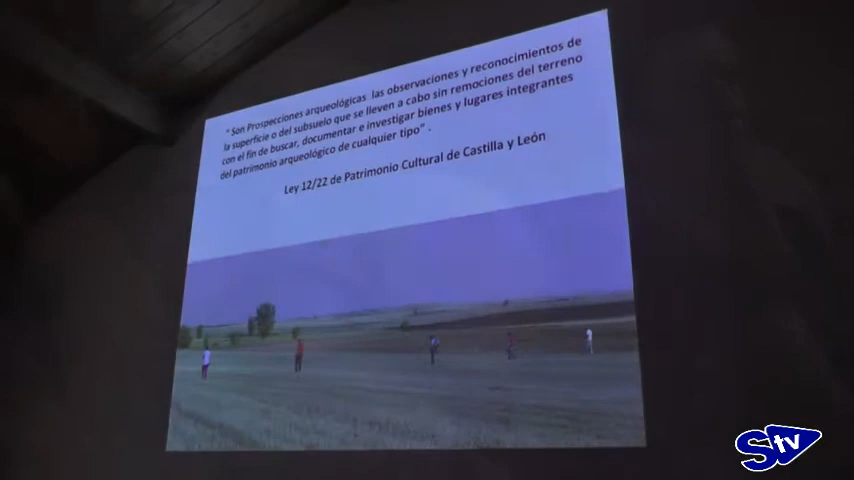 “ Son Prospecciones arqueológicas las observaciones y reconocimientos de
la superficie o del subsuelo que se lleven a cabo sin remociones del terreno
con el fin de buscar, documentar e investigar bienes y lugares integrantes
del patrimonio arqueológico de cualquier tipo” .
Ley 12/22 de Patrimonio Cultural de Castilla y León
Stv